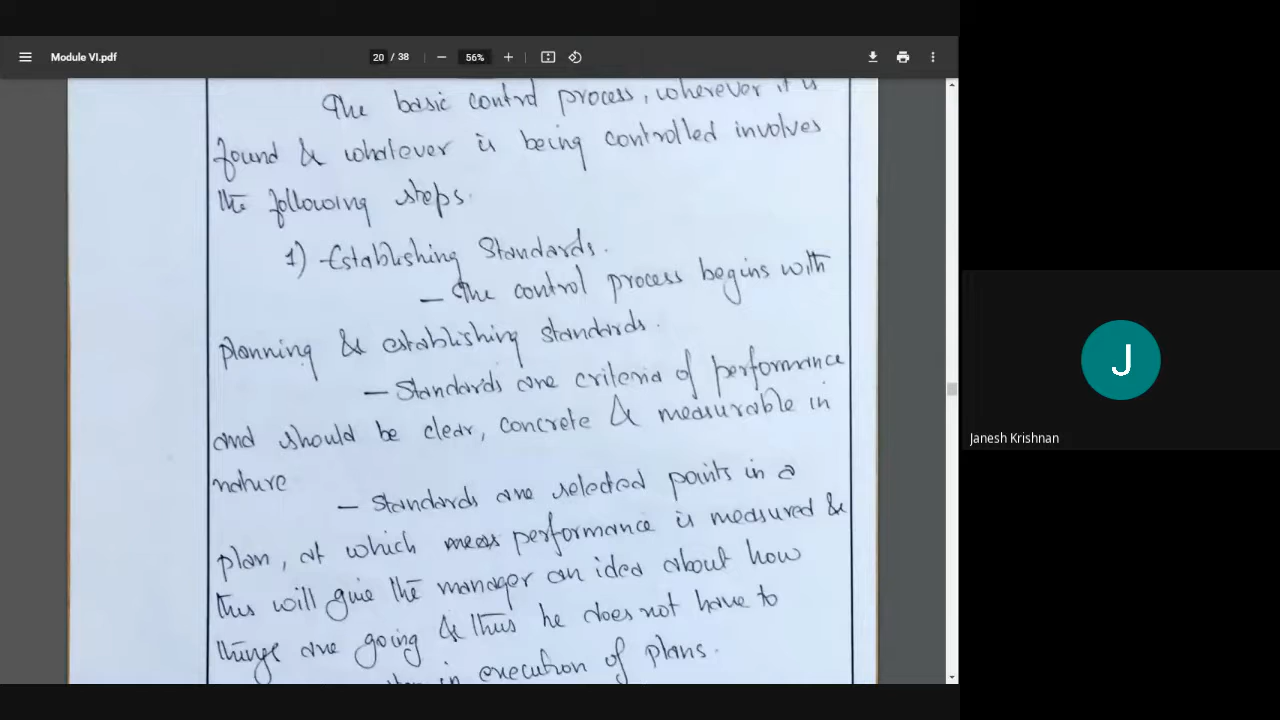 Module VI.pdf
20 / 38
56%
The basic control process, wherever it is
found & whatever is being controlled involves
the following steps.
1) Establishing Standards.
– The control process begins with
planning & establishing standards.
– Standards are criteria of performance
and should be clear, concrete & measurable in
nature
– Standards are selected points in a
plan, at which meas performance is measured &
this will give the manager an idea about how
things are going & thus he does not have to
in execution of plans.
J
Janesh Krishnan